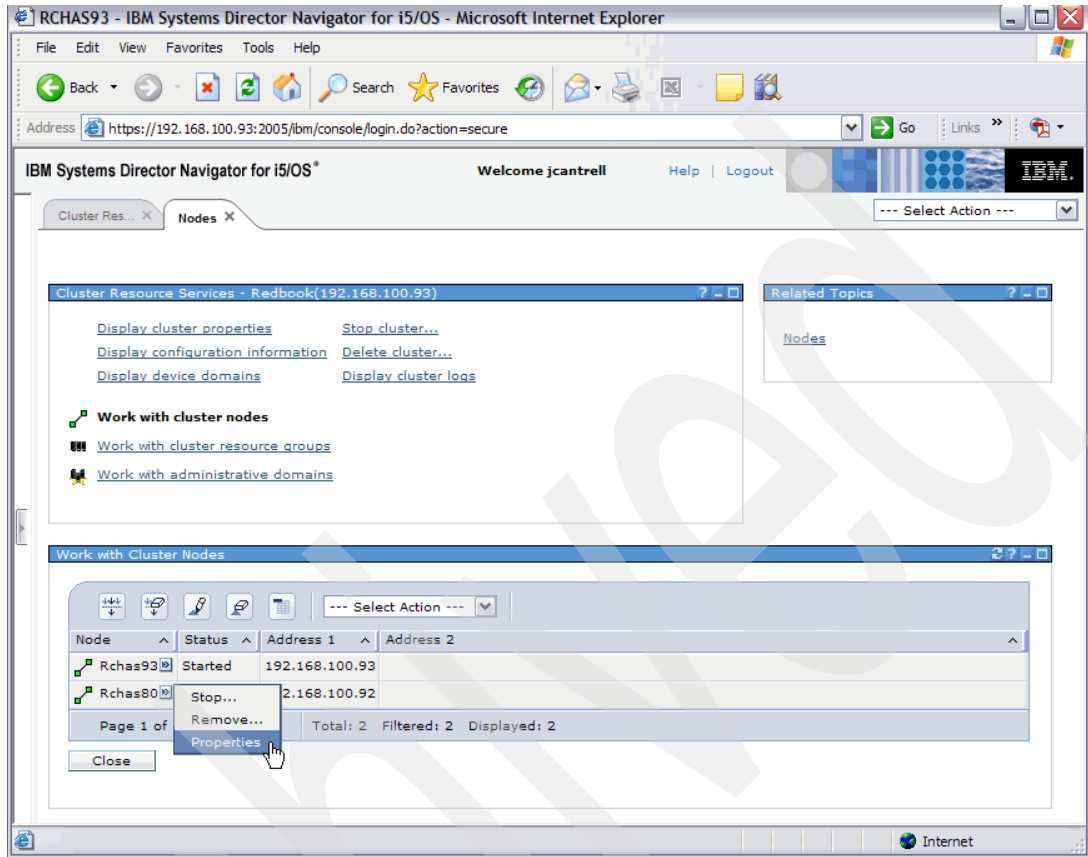 RCHAS93 - IBM Systems Director Navigator for i5/OS - Microsoft Internet Explorer
File Edit View Favorites Tools Help
Back Search Favorites
Address https://192.168.100.93:2005/ibm/console/login.do?action=secure Go Links »
IBM Systems Director Navigator for i5/OS® Welcome jcantrell Help | Logout IBM.
Cluster Res... X Nodes X --- Select Action ---
Cluster Resource Services - Redbook(192.168.100.93) Related Topics
Display cluster properties Stop cluster... Nodes
Display configuration information Delete cluster...
Display device domains Display cluster logs
Work with cluster nodes
Work with cluster resource groups
Work with administrative domains
Work with Cluster Nodes
--- Select Action ---
Node Status Address 1 Address 2
Rchas93 Started 192.168.100.93
Rchas80 2.168.100.92
Stop...
Remove...
Properties
Page 1 of Total: 2 Filtered: 2 Displayed: 2
Close
Internet